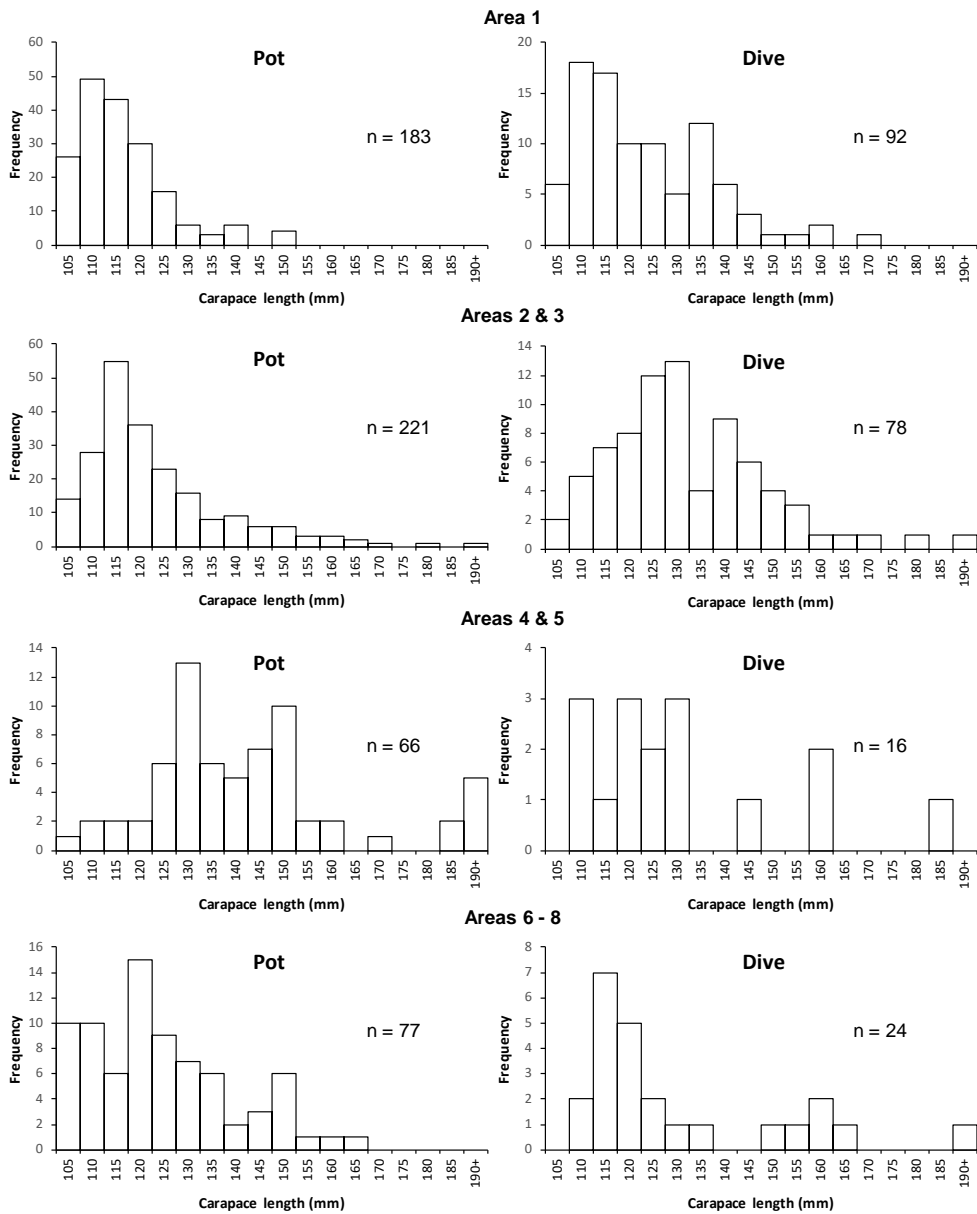 Area 1
Pot
Frequency
60
50
40
30
20
10
0
n = 183
105 110 115 120 125 130 135 140 145 150 155 160 165 170 175 180 185 190+
Carapace length (mm)
Dive
Frequency
20
15
10
5
0
n = 92
105 110 115 120 125 130 135 140 145 150 155 160 165 170 175 180 185 190+
Carapace length (mm)
Areas 2 & 3
Pot
Frequency
60
50
40
30
20
10
0
n = 221
105 110 115 120 125 130 135 140 145 150 155 160 165 170 175 180 185 190+
Carapace length (mm)
Dive
Frequency
14
12
10
8
6
4
2
0
n = 78
105 110 115 120 125 130 135 140 145 150 155 160 165 170 175 180 185 190+
Carapace length (mm)
Areas 4 & 5
Pot
Frequency
14
12
10
8
6
4
2
0
n = 66
105 110 115 120 125 130 135 140 145 150 155 160 165 170 175 180 185 190+
Carapace length (mm)
Dive
Frequency
4
3
2
1
0
n = 16
105 110 115 120 125 130 135 140 145 150 155 160 165 170 175 180 185 190+
Carapace length (mm)
Areas 6 - 8
Pot
Frequency
16
14
12
10
8
6
4
2
0
n = 77
105 110 115 120 125 130 135 140 145 150 155 160 165 170 175 180 185 190+
Carapace length (mm)
Dive
Frequency
8
7
6
5
4
3
2
1
0
n = 24
105 110 115 120 125 130 135 140 145 150 155 160 165 170 175 180 185 190+
Carapace length (mm)